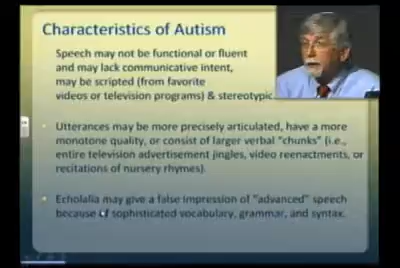 Characteristics of Autism
Speech may not be functional or fluent
and may lack communicative intent,
may be scripted (from favorite
videos or television programs) & stereotypic.
• Utterances may be more precisely articulated, have a more
monotone quality, or consist of larger verbal "chunks" (i.e.,
entire television advertisement jingles, video reenactments, or
recitations of nursery rhymes).
• Echolalia may give a false impression of "advanced" speech
because of sophisticated vocabulary, grammar, and syntax.